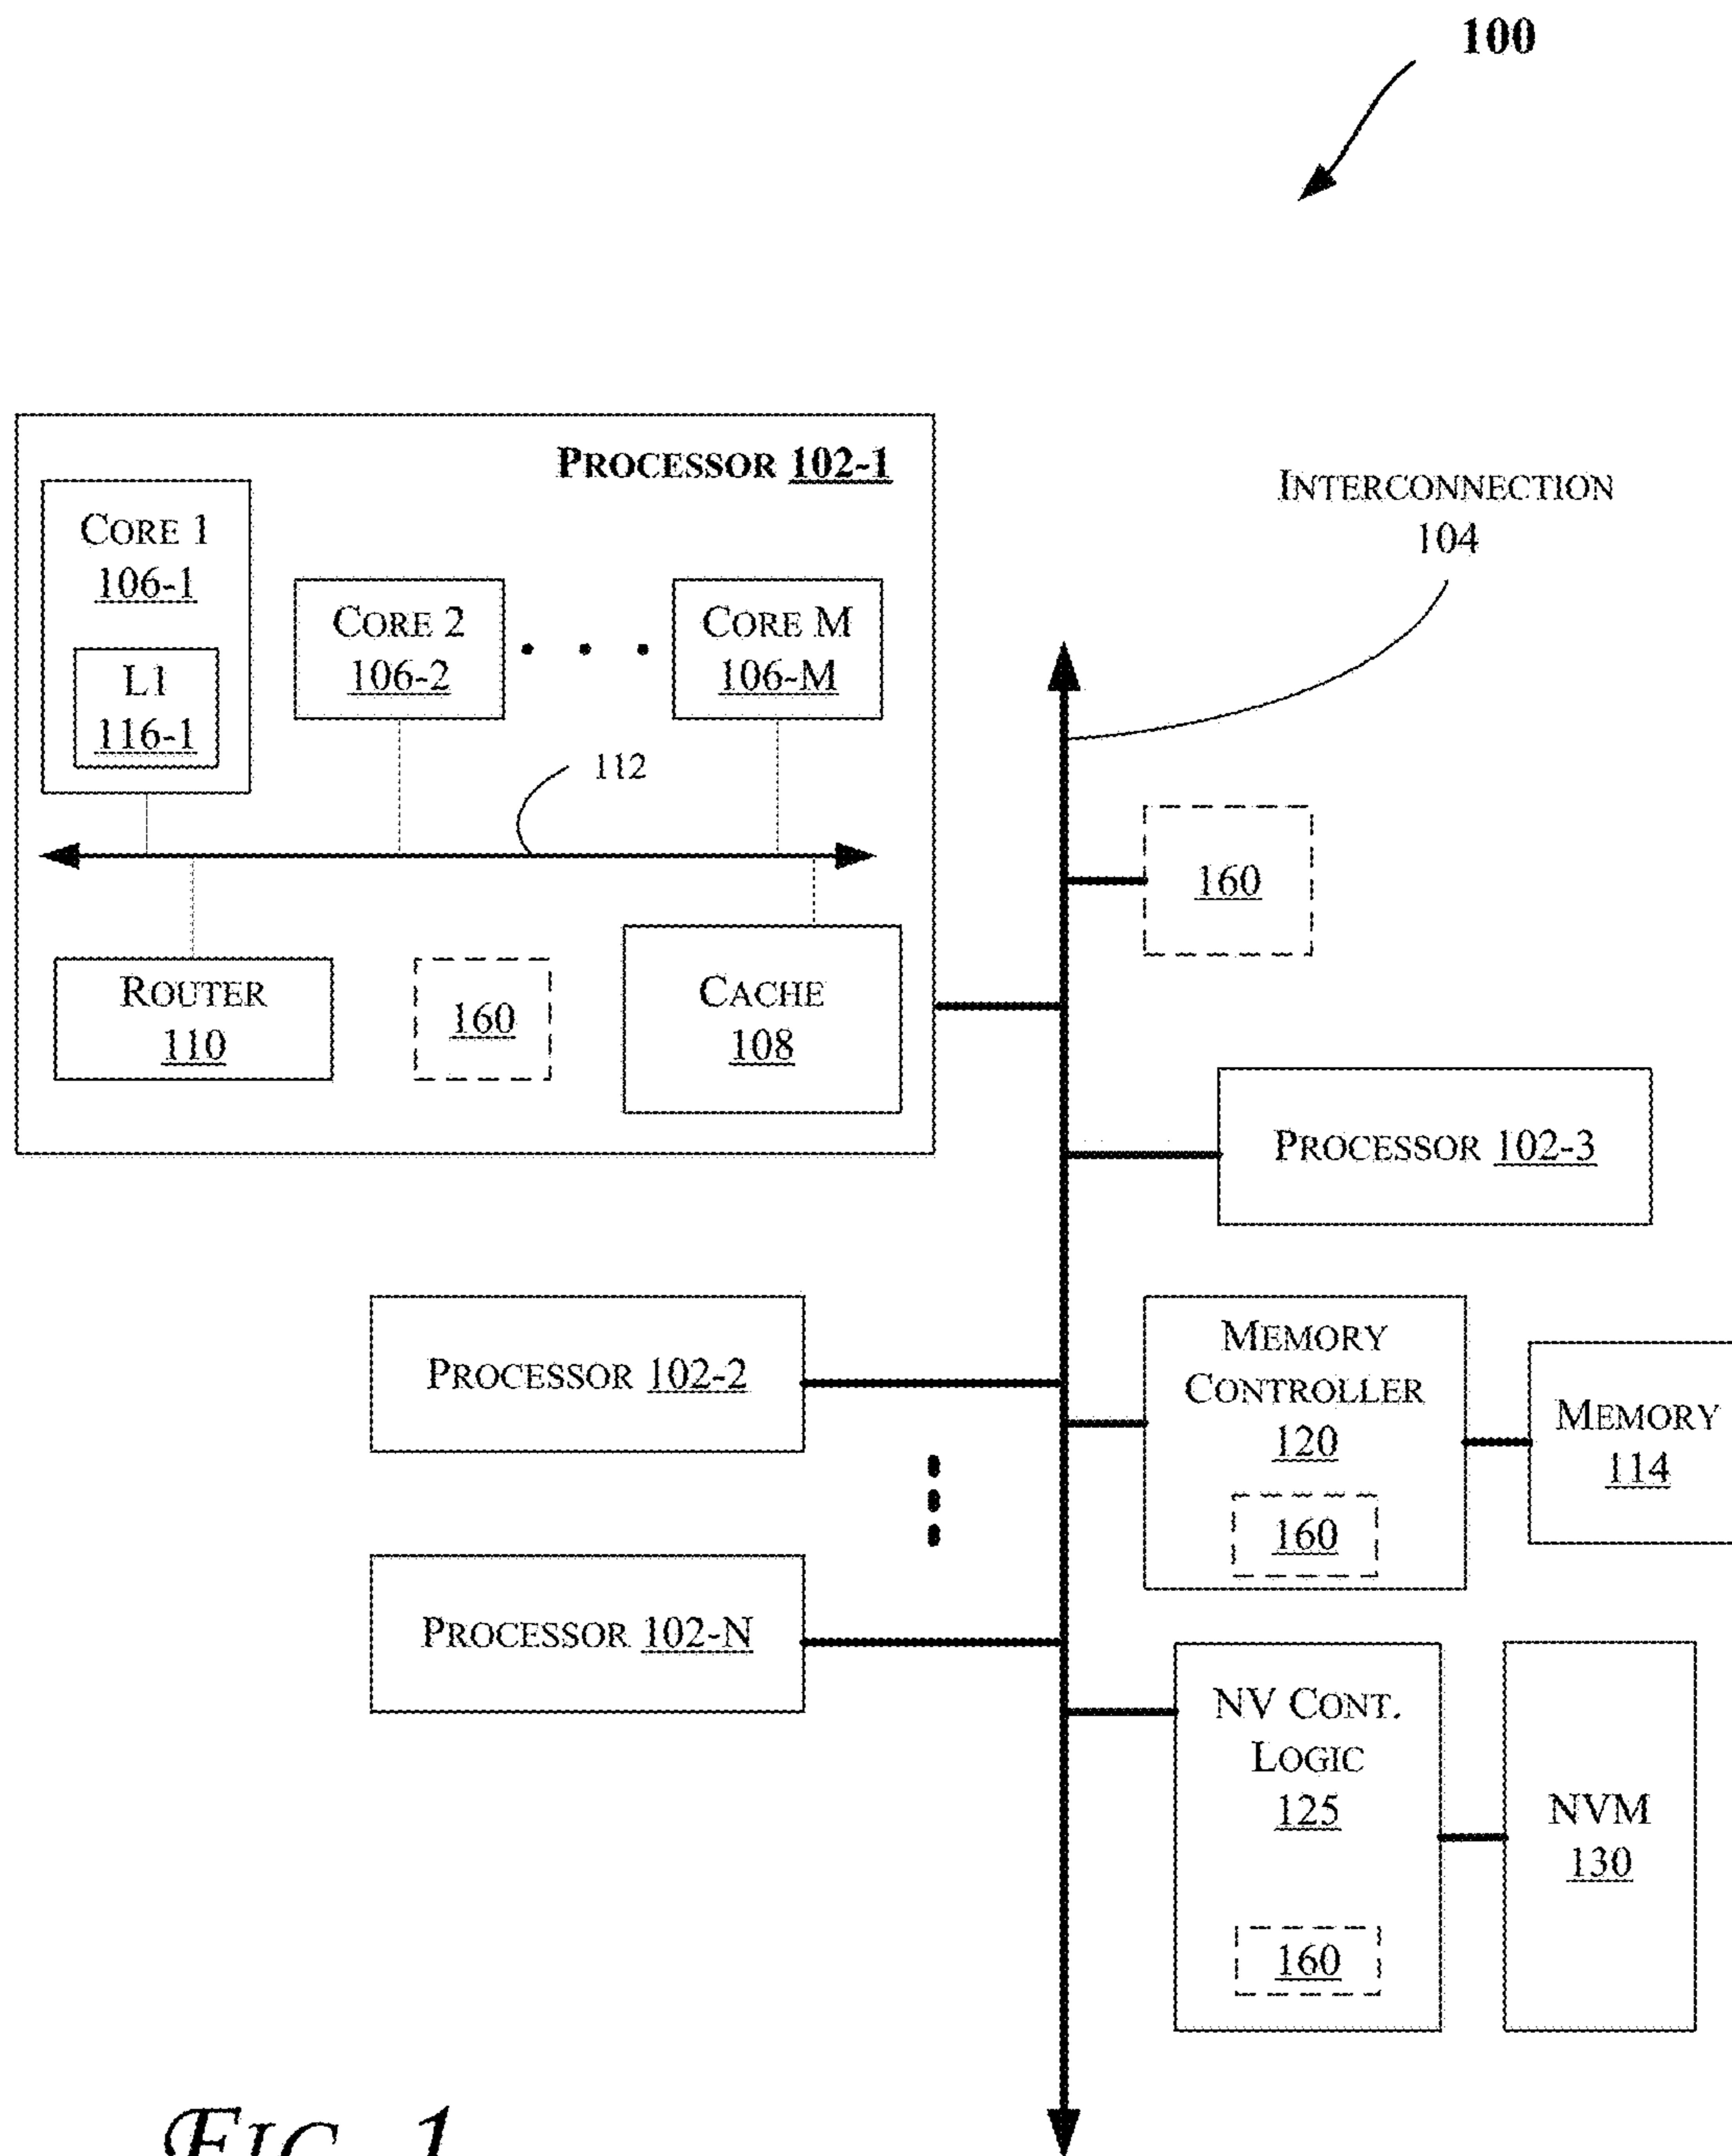 100
PROCESSOR 102-1
CORE 1
106-1
L1
116-1
CORE 2
106-2
CORE M
106-M
112
ROUTER
110
160
CACHE
108
INTERCONNECTION
104
160
PROCESSOR 102-3
PROCESSOR 102-2
MEMORY
CONTROLLER
120
160
MEMORY
114
PROCESSOR 102-N
NV CONT.
LOGIC
125
160
NVM
130
FIG. 1